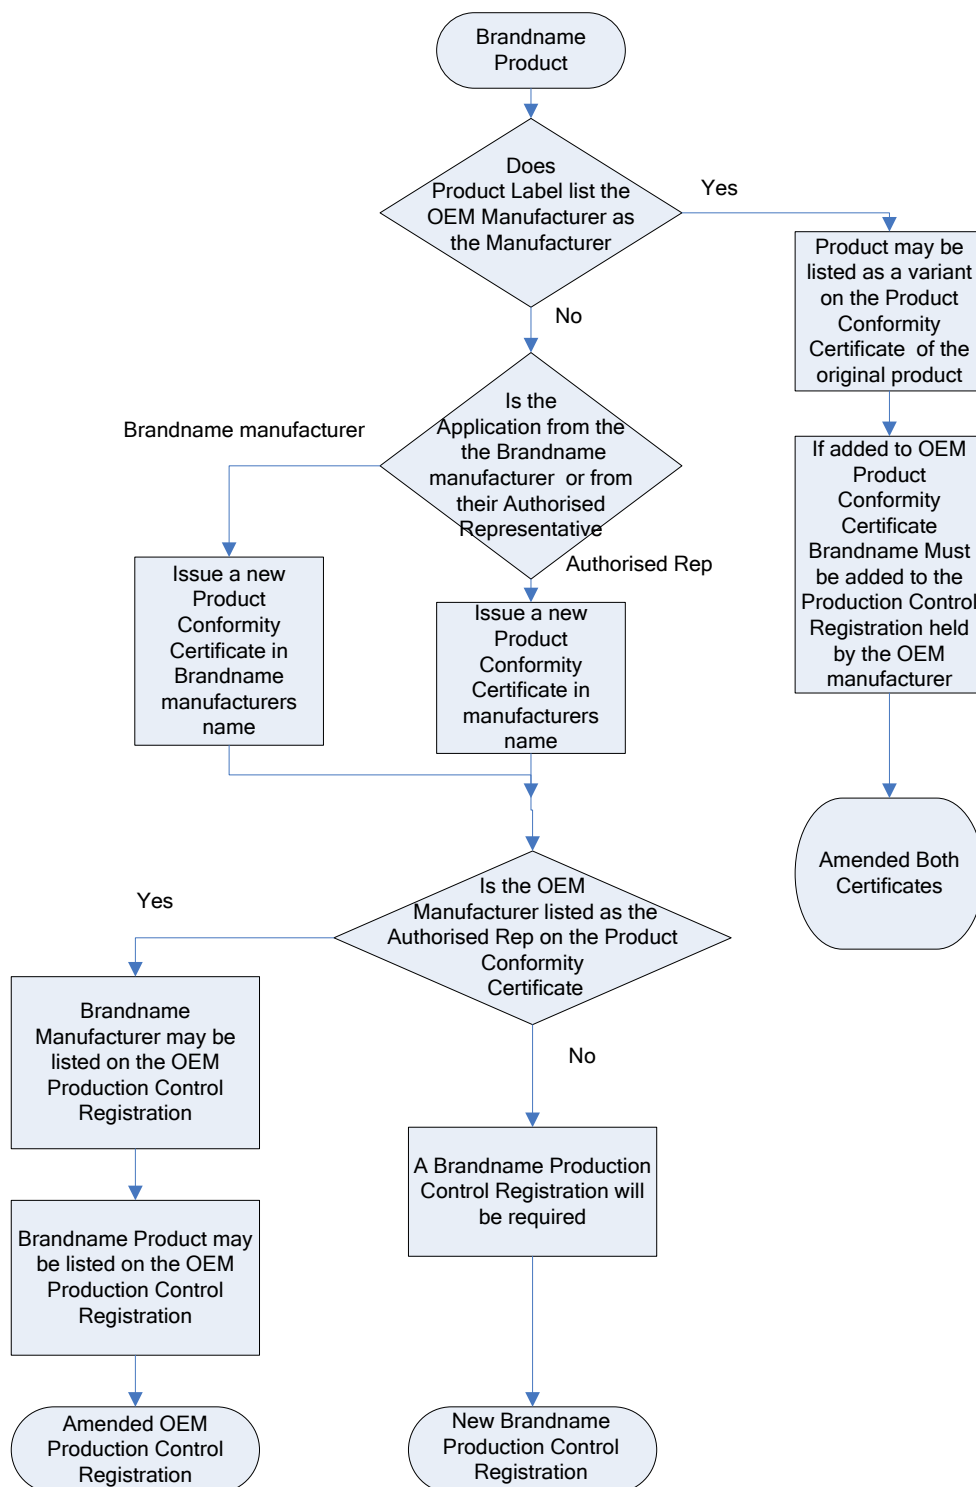 Brandname
Product
Does
Product Label list the
OEM Manufacturer as
the Manufacturer
Yes
Product may be
listed as a variant
on the Product
Conformity
Certificate  of the
original product
No
Is the
Application from the
the Brandname
manufacturer  or from
their Authorised
Representative
Brandname manufacturer
If added to OEM
Product
Conformity
Certificate
Brandname Must
be added to the
Production Control
Registration held
by the OEM
manufacturer
Authorised Rep
Issue a new
Product
Conformity
Certificate in
Brandname
manufacturers
name
Issue a new
Product
Conformity
Certificate in
manufacturers
name
Amended Both
Certificates
Is the OEM
Manufacturer listed as the
Authorised Rep on the Product
Conformity
Certificate
Yes
Brandname
Manufacturer may be
listed on the OEM
Production Control
Registration
No
A Brandname Production
Control Registration will
be required
Brandname Product may
be listed on the OEM
Production Control
Registration
Amended OEM
Production Control
Registration
New Brandname
Production Control
Registration